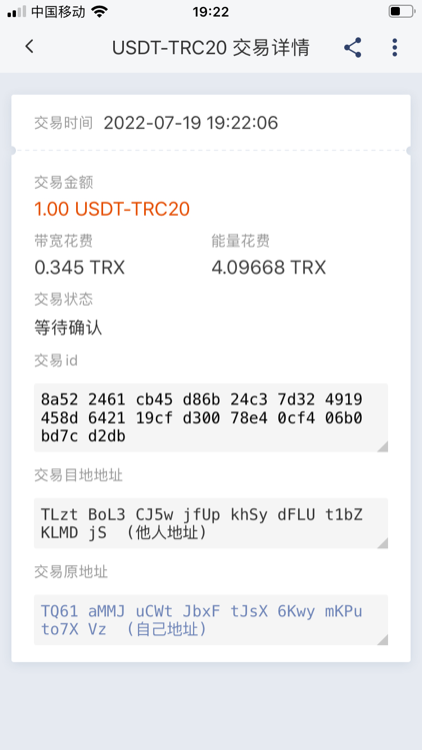 中国移动
19:22
USDT-TRC20 交易详情
交易时间 2022-07-19 19:22:06
交易金额
1.00 USDT-TRC20
带宽花费 能量花费
0.345 TRX 4.09668 TRX
交易状态
等待确认
交易id
8a52 2461 cb45 d86b 24c3 7d32 4919
458d 6421 19cf d300 78e4 0cf4 06b0
bd7c d2db
交易目地地址
TLzt BoL3 CJ5w jfUp khSy dFLU t1bZ
KLMD jS (他人地址)
交易原地址
TQ61 aMMJ uCWt JbxF tJsX 6Kwy mKPu
to7X Vz (自己地址)